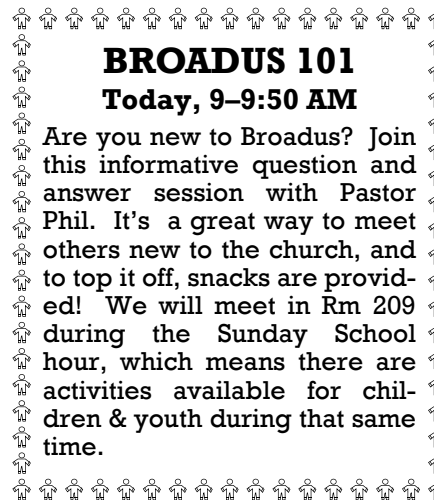 BROADUS 101
Today, 9–9:50 AM
Are you new to Broadus? Join
this informative question and
answer session with Pastor
Phil. It's a great way to meet
others new to the church, and
to top it off, snacks are provid-
ed! We will meet in Rm 209
during the Sunday School
hour, which means there are
activities available for chil-
dren & youth during that same
time.